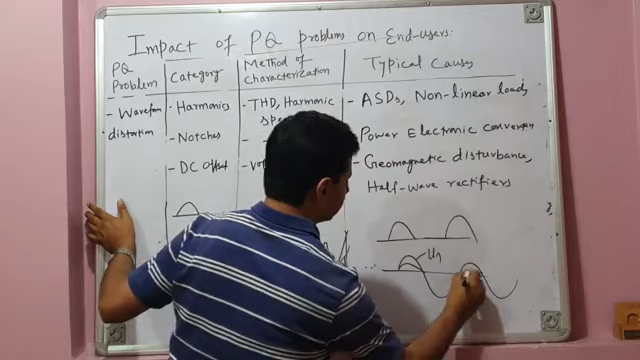 Impact of PQ problems on End-users:
PQ Problem
Category
Method of Characterization
Typical Causes
- Waveform distortion
- Harmonics
- THD, Harmonic
- ASDs, Non-linear loads,
- Notches
Power Electronic converters
- DC offset
- Geomagnetic disturbance,
Half-wave rectifiers